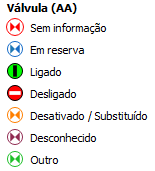 Válvula (AA)
Sem informação
Em reserva
Ligado
Desligado
Desativado / Substituído
Desconhecido
Outro